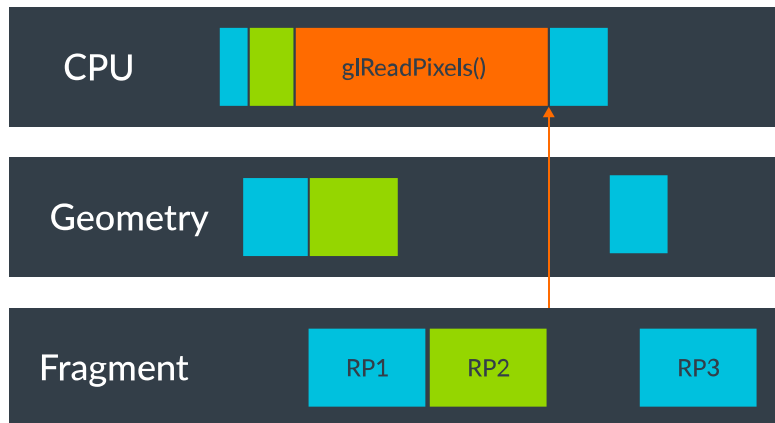 CPU
glReadPixels()
Geometry
Fragment
RP1
RP2
RP3